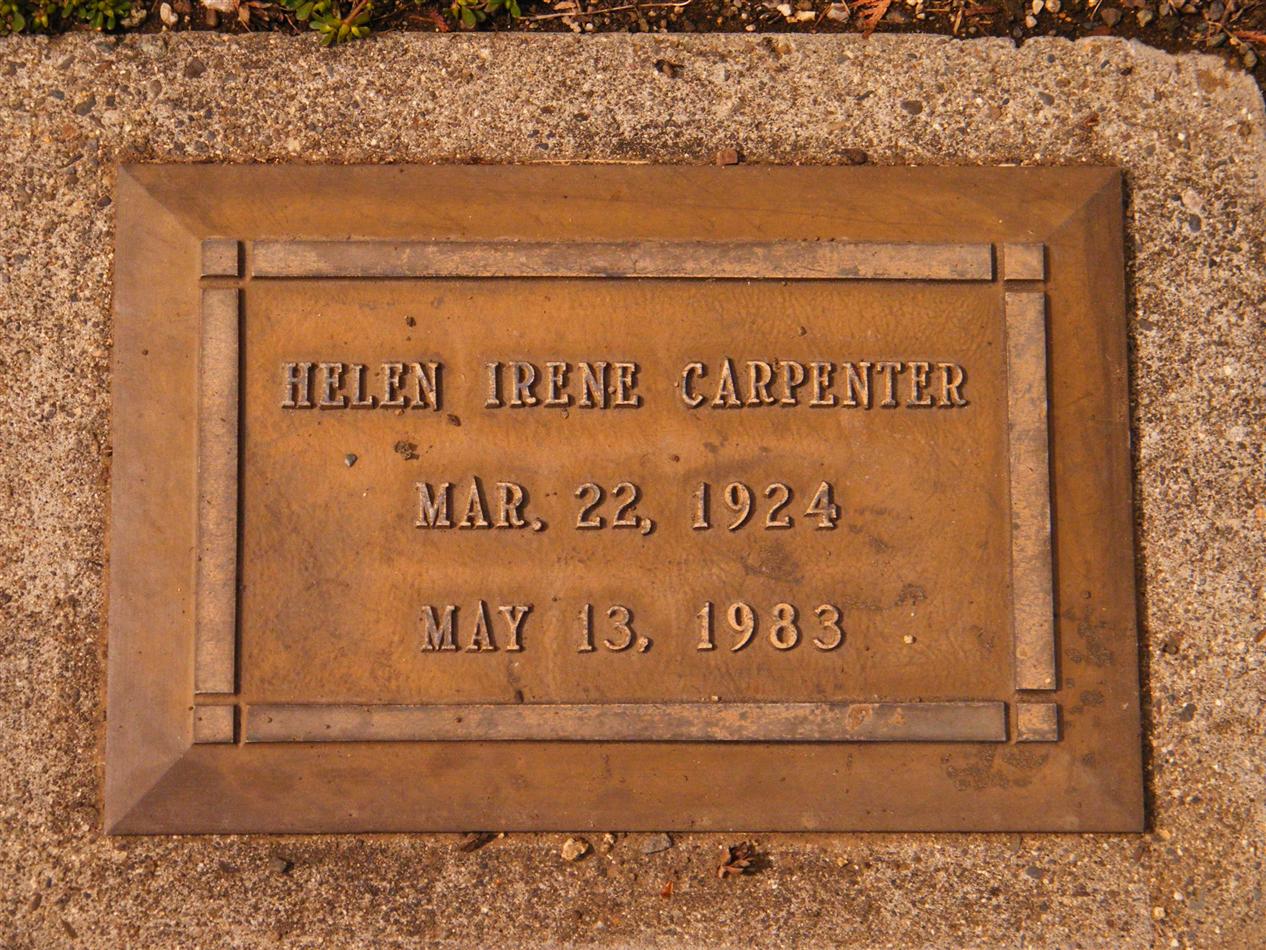 HELEN IRENE CARPENTER
MAR. 22, 1924
MAY 13, 1983